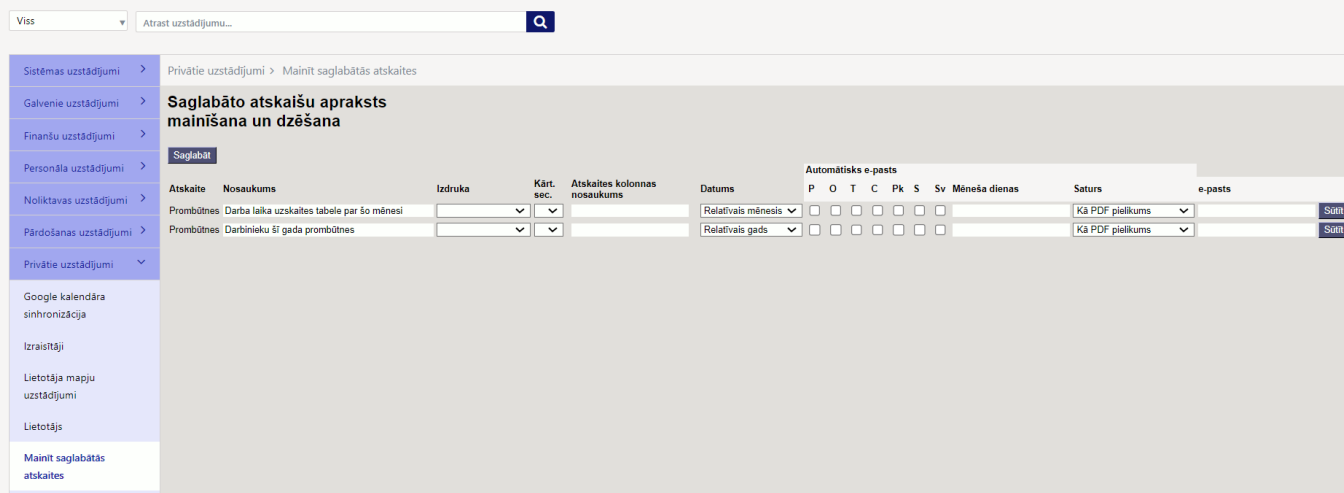 Viss
Atrast uzstādījumu...
Sistēmas uzstādījumi
Galvenie uzstādījumi
Finanšu uzstādījumi
Personāla uzstādījumi
Noliktavas uzstādījumi
Pārdošanas uzstādījumi
Privātie uzstādījumi
Google kalendāra
sinhronizācija
Izraisītāji
Lietotāja mapju
uzstādījumi
Lietotājs
Mainīt saglabātās
atskaites
Privātie uzstādījumi > Mainīt saglabātās atskaites
Saglabāto atskaišu apraksts
mainīšana un dzēšana
Saglabāt
Automātisks e-pasts
Atskaite Nosaukums Izdruka Kārt. sec. Atskaites kolonnas nosaukums Datums P O T C Pk S Sv Mēneša dienas Saturs e-pasts
Prombūtnes Darba laika uzskaites tabele par šo mēnesi Relatīvais mēnesis Kā PDF pielikums Sūtīt
Prombūtnes Darbinieku šī gada prombūtnes Relatīvais gads Kā PDF pielikums Sūtīt